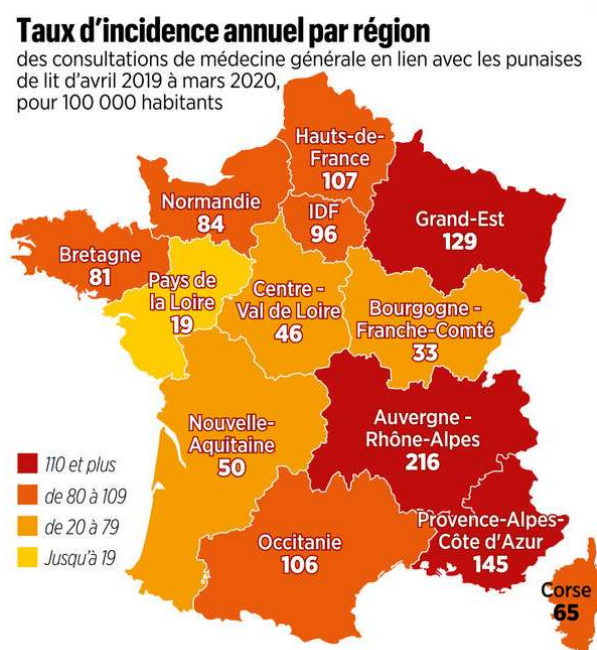 Taux d'incidence annuel par région
des consultations de médecine générale en lien avec les punaises
de lit d'avril 2019 à mars 2020,
pour 100 000 habitants
Hauts-de-
France
107
Normandie
84
IDF
96
Grand-Est
129
Bretagne
81
Pays de
la Loire
19
Centre -
Val de Loire
46
Bourgogne -
Franche-Comté
33
Nouvelle-
Aquitaine
50
Auvergne -
Rhône-Alpes
216
110 et plus
de 80 à 109
de 20 à 79
Jusqu'à 19
Occitanie
106
Provence-Alpes-
Côte d'Azur
145
Corse
65